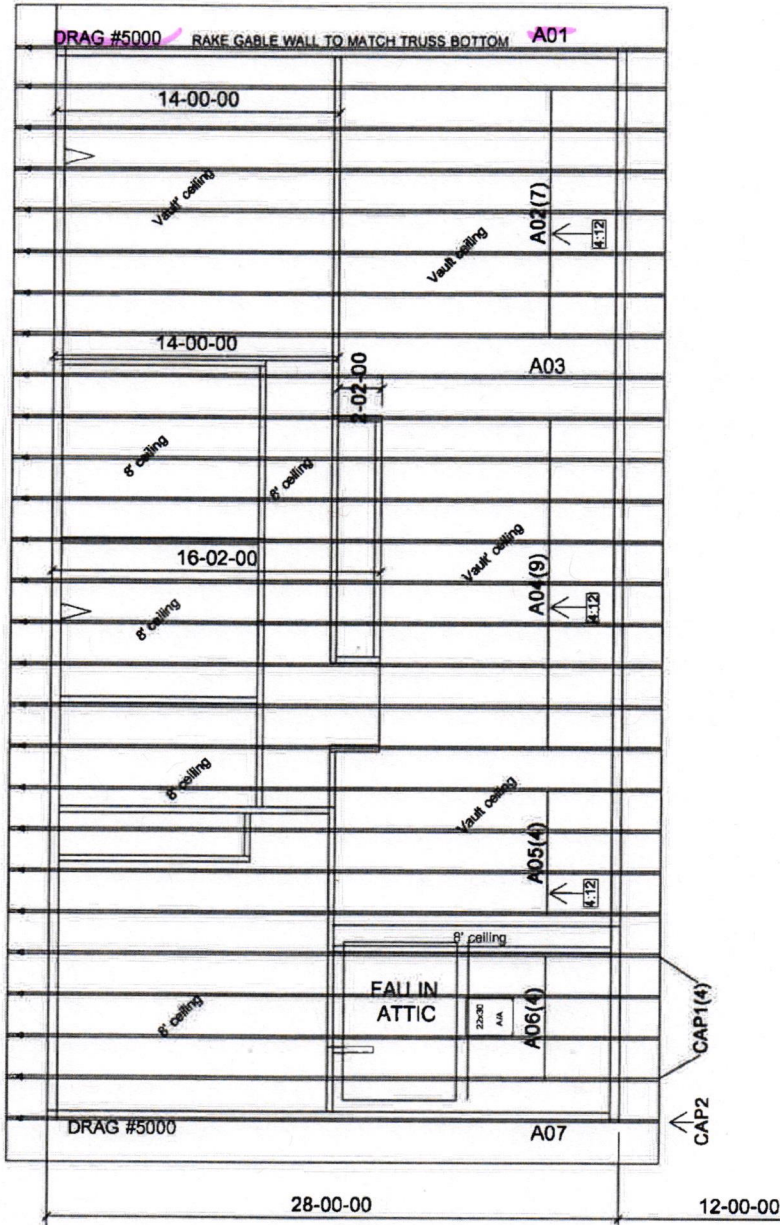 DRAG #5000 RAKE GABLE WALL TO MATCH TRUSS BOTTOM A01
14-00-00
Vault' ceiling
A02(7)
4:12
Vault ceiling
14-00-00
A03
2-02-00
8' ceiling
8' ceiling
16-02-00
Vault' ceiling
A04(9)
4:12
8' ceiling
8' ceiling
Vault ceiling
A05(4)
4:12
8' ceiling
FAU IN
ATTIC
22x30
A/A
A06(4)
CAP1(4)
8' ceiling
DRAG #5000
A07
CAP2
28-00-00
12-00-00